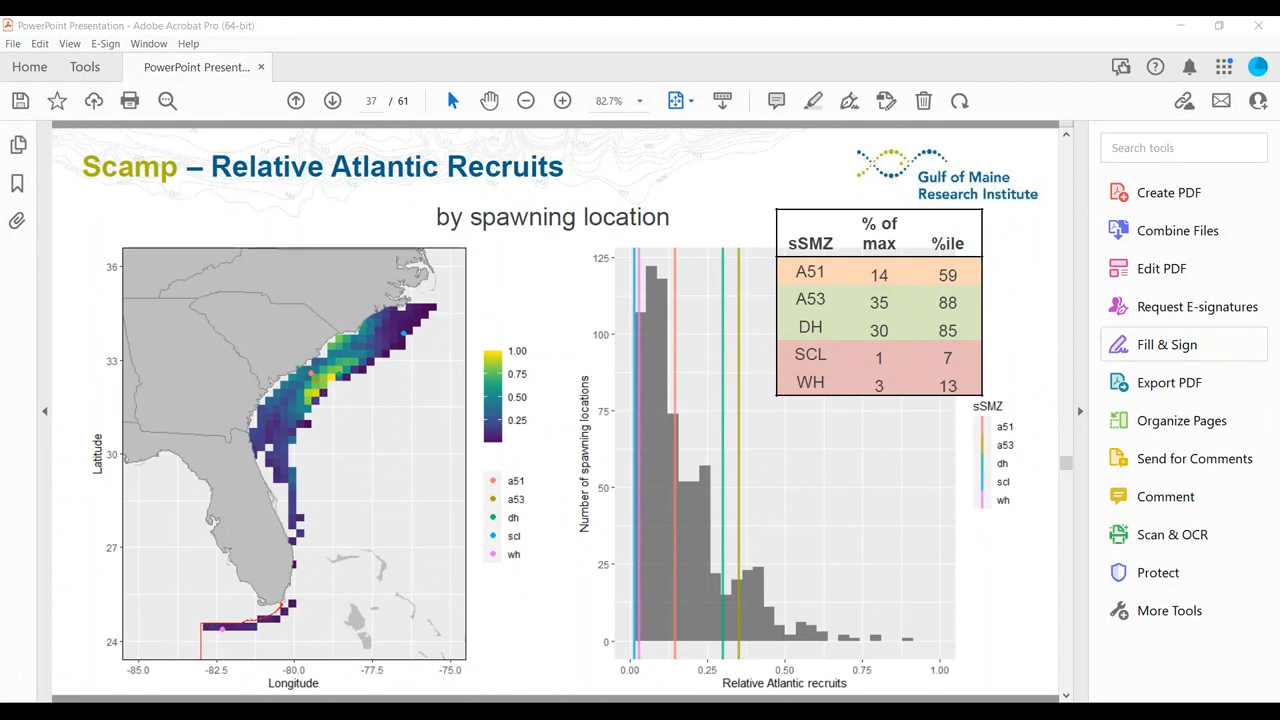 PowerPoint Presentation - Adobe Acrobat Pro (64-bit)
File Edit View E-Sign Window Help
Home Tools PowerPoint Present... ×
37 / 61 82.7%
Scamp – Relative Atlantic Recruits
Gulf of Maine
Research Institute
by spawning location
sSMZ % of max %ile
A51 14 59
A53 35 88
DH 30 85
SCL 1 7
WH 3 13
36
33
30
27
24
Latitude
-85.0 -82.5 -80.0 -77.5 -75.0
Longitude
1.00
0.75
0.50
0.25
a51
a53
dh
scl
wh
125
100
75
50
25
0
Number of spawning locations
0.00 0.25 0.50 0.75 1.00
Relative Atlantic recruits
sSMZ
a51
a53
dh
scl
wh
Search tools
Create PDF
Combine Files
Edit PDF
Request E-signatures
Fill & Sign
Export PDF
Organize Pages
Send for Comments
Comment
Scan & OCR
Protect
More Tools